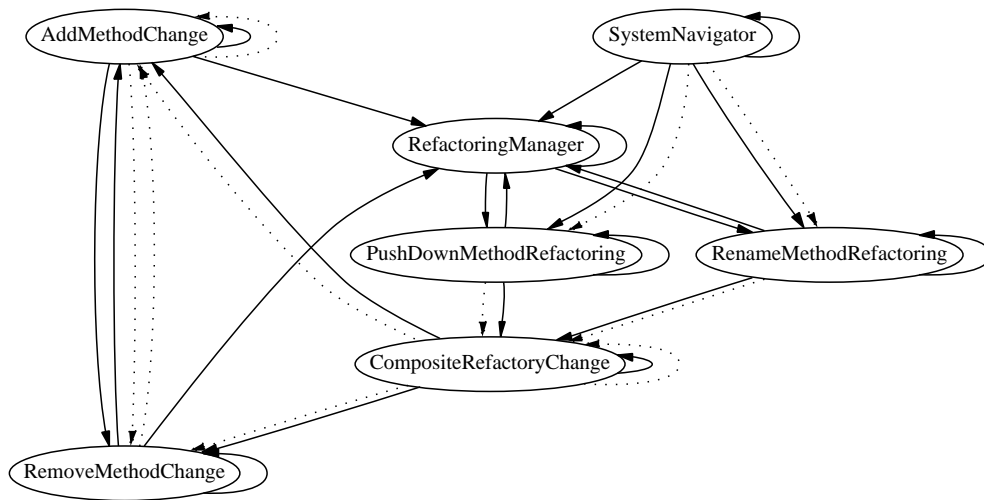 AddMethodChange
SystemNavigator
RefactoringManager
PushDownMethodRefactoring
RenameMethodRefactoring
CompositeRefactoryChange
RemoveMethodChange